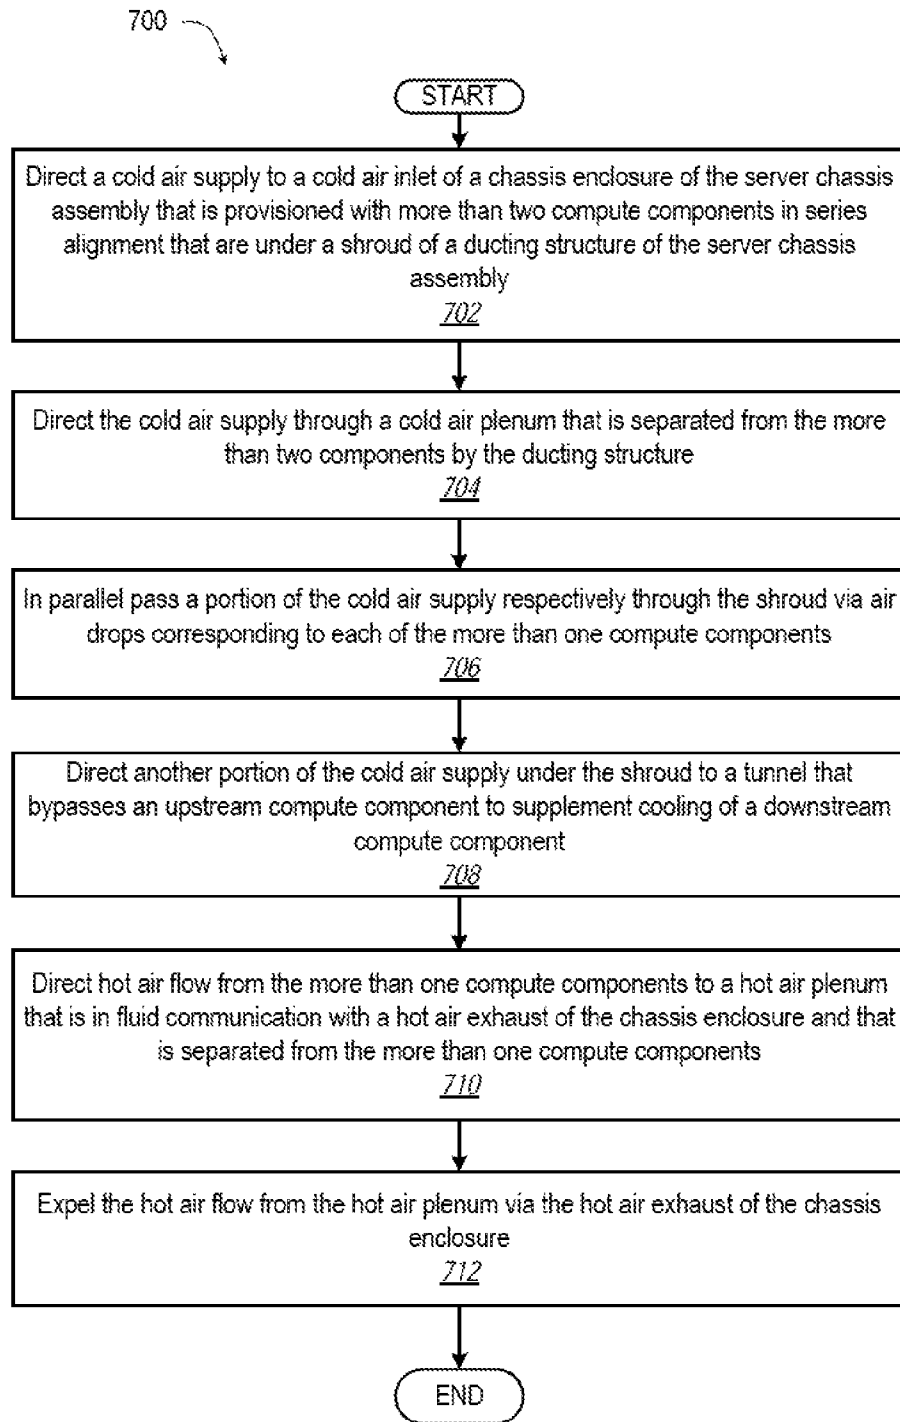 700
START
Direct a cold air supply to a cold air inlet of a chassis enclosure of the server chassis
assembly that is provisioned with more than two compute components in series
alignment that are under a shroud of a ducting structure of the server chassis
assembly
702
Direct the cold air supply through a cold air plenum that is separated from the more
than two components by the ducting structure
704
In parallel pass a portion of the cold air supply respectively through the shroud via air
drops corresponding to each of the more than one compute components
706
Direct another portion of the cold air supply under the shroud to a tunnel that
bypasses an upstream compute component to supplement cooling of a downstream
compute component
708
Direct hot air flow from the more than one compute components to a hot air plenum
that is in fluid communication with a hot air exhaust of the chassis enclosure and that
is separated from the more than one compute components
710
Expel the hot air flow from the hot air plenum via the hot air exhaust of the chassis
enclosure
712
END